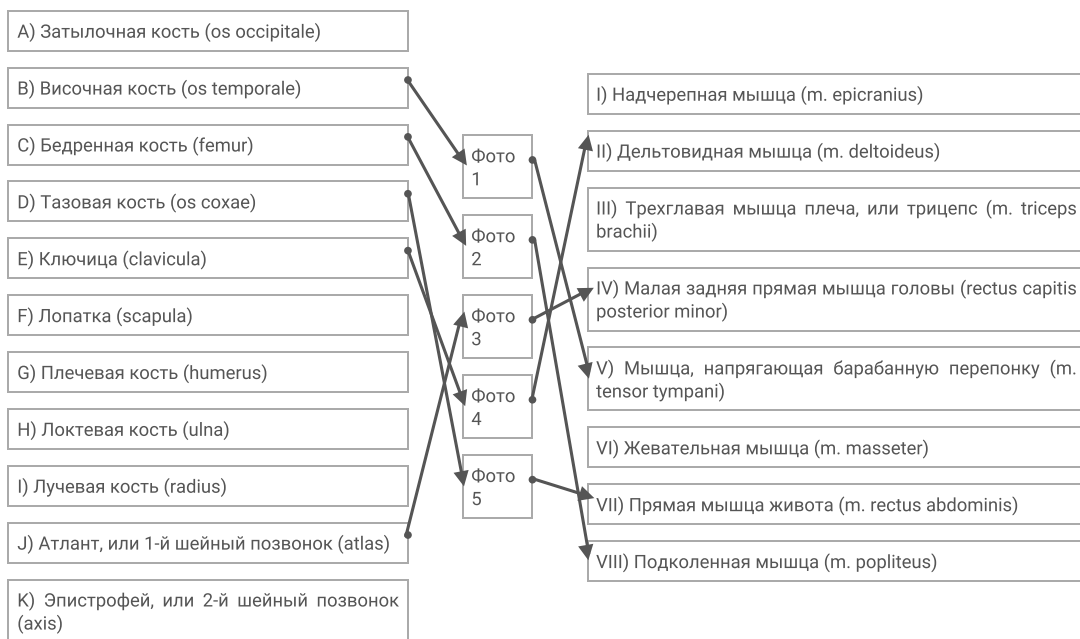 A) Затылочная кость (os occipitale)
B) Височная кость (os temporale)
C) Бедренная кость (femur)
D) Тазовая кость (os coxae)
E) Ключица (clavicula)
F) Лопатка (scapula)
G) Плечевая кость (humerus)
H) Локтевая кость (ulna)
I) Лучевая кость (radius)
J) Атлант, или 1-й шейный позвонок (atlas)
K) Эпистрофей, или 2-й шейный позвонок
(axis)
Фото
1
Фото
2
Фото
3
Фото
4
Фото
5
I) Надчерепная мышца (m. epicranius)
II) Дельтовидная мышца (m. deltoideus)
III) Трехглавая мышца плеча, или трицепс (m. triceps
brachii)
IV) Малая задняя прямая мышца головы (rectus capitis
posterior minor)
V) Мышца, напрягающая барабанную перепонку (m.
tensor tympani)
VI) Жевательная мышца (m. masseter)
VII) Прямая мышца живота (m. rectus abdominis)
VIII) Подколенная мышца (m. popliteus)